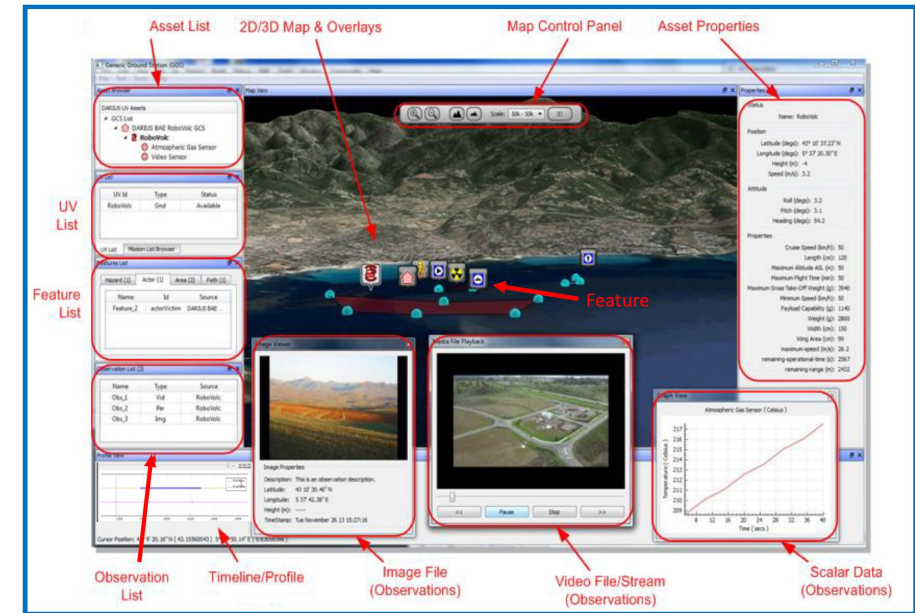 Asset List
2D/3D Map & Overlays
Map Control Panel
Asset Properties
Generic Ground Station (GGS)
Asset Browser
Map View
Properties
DARIUS UV Assets
GCS List
DARIUS BAE RoboVolc GCS
RoboVolc
Atmospheric Gas Sensor
Video Sensor
Scale: 50k - 50k
3D
Status
Name: RoboVolc
Position
Latitude (degs): 43° 10' 37.23" N
Longitude (degs): 5° 37' 20.30" E
Height (m): -4
Speed (m/s): 3.2
Attitude
Roll (degs): 3.2
Pitch (degs): 3.1
Heading (degs): 54.2
Properties
Cruise Speed (km/h): 50
Length (cm): 120
Maximum Altitude ASL (m): 50
Maximum Flight Time (min): 50
Maximum Gross Take-Off Weight (g): 3940
Minimum Speed (km/h): 50
Payload Capability (g): 1140
Weight (g): 2800
Width (cm): 150
Wing Area (cm): 99
maximum-speed (m/s): 28.2
remaining-operational-time (s): 2367
remaining-range (m): 2432
UV
List
UV Id Type Status
RoboVolc Gnd Available
UV List Mission List Browser
Feature
List
Features List
Hazard (1) Actor (1) Area (2) Path (1)
Name Id Source
Feature_2 actorVictim DARIUS BAE ...
Feature
Observation List (3)
Name Type Source
Obs_1 Vid RoboVolc
Obs_2 Per RoboVolc
Obs_3 Img RoboVolc
Profile View
Image Viewer
Image Properties
Description: This is an observation description.
Latitude: 43 10' 30.40" N
Longitude: 5 37' 42.38" E
Height (m): -----
TimeStamp: Tue November 26 13 15:27:16
Media File Playback
<< Pause Stop >>
Graph View
Atmospheric Gas Sensor ( Celsius )
Temperature ( Celsius )
217
216
215
214
213
212
211
210
209
8 12 16 20 24 28 32 36 40
Time ( secs )
Cursor Position:
Observation
List
Timeline/Profile
Image File
(Observations)
Video File/Stream
(Observations)
Scalar Data
(Observations)